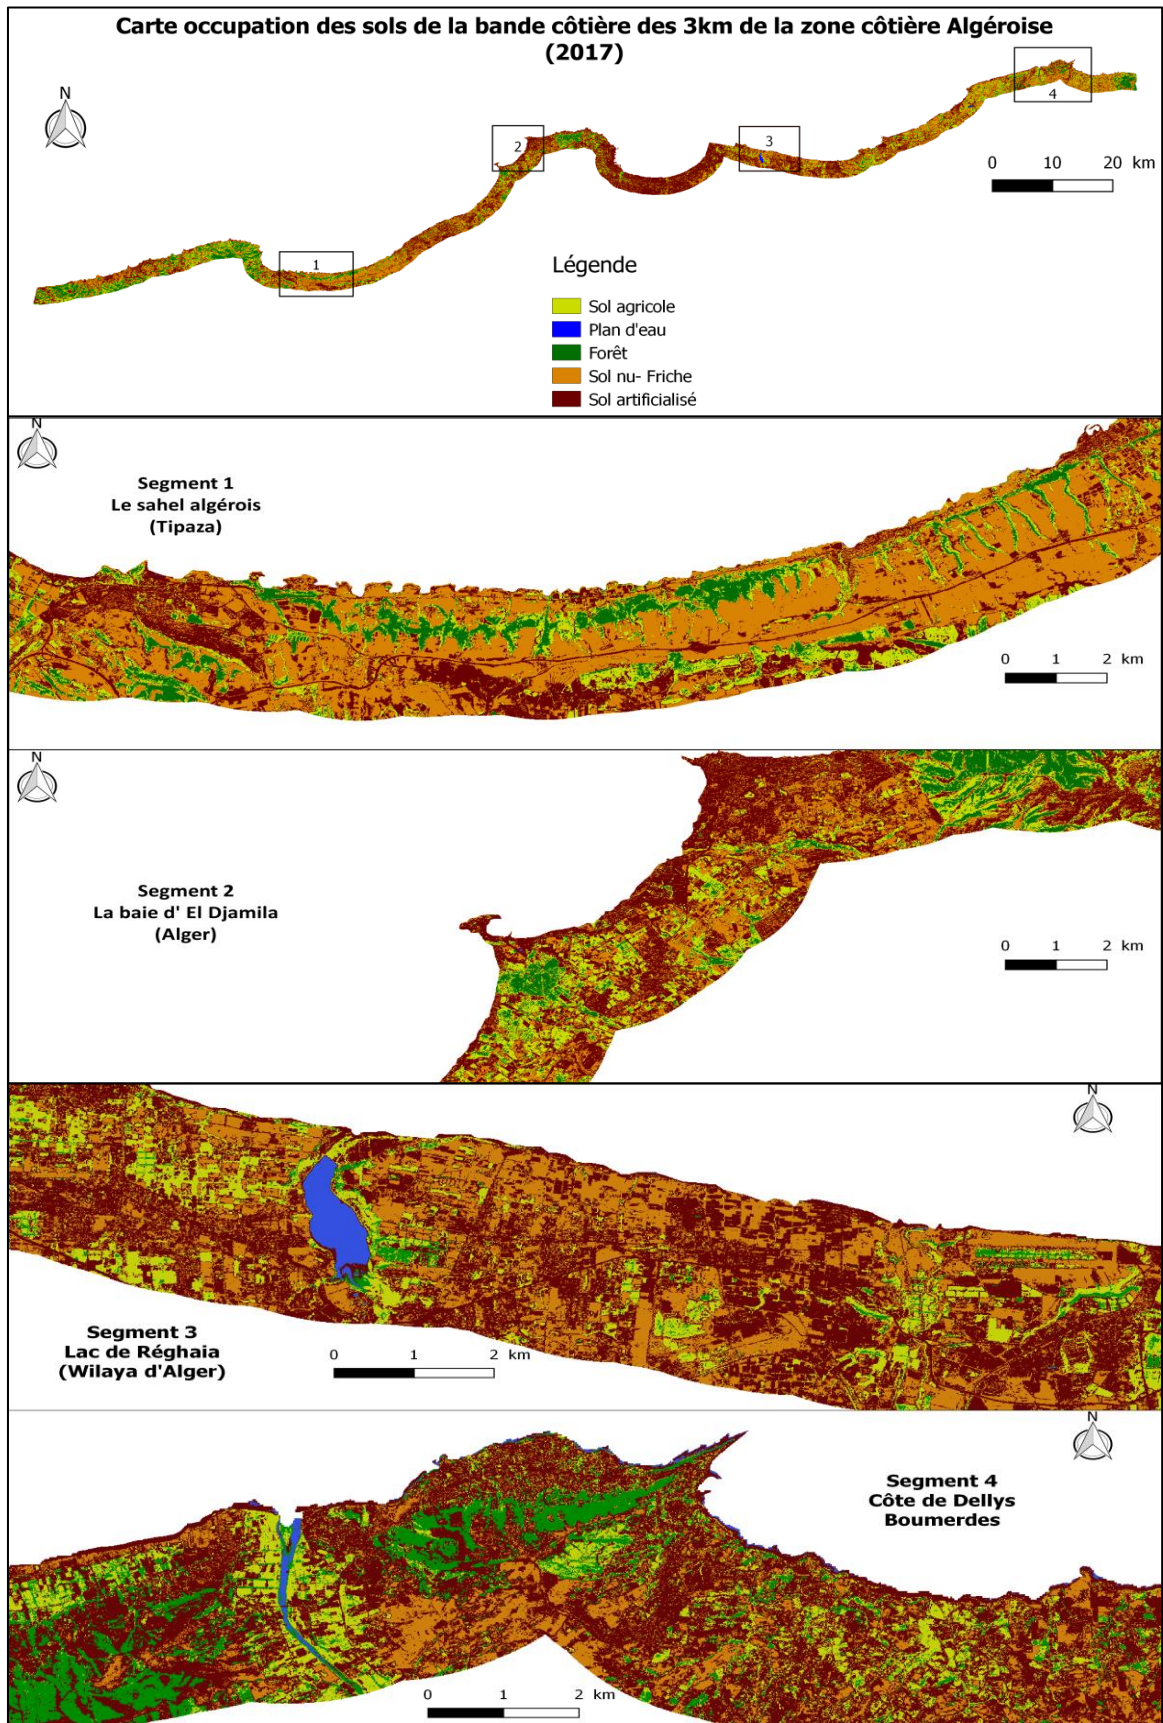 Carte occupation des sols de la bande côtière des 3km de la zone côtière Algéroise
(2017)
N
4
2
3
0 10 20 km
1
Légende
Sol agricole
Plan d'eau
Forêt
Sol nu- Friche
Sol artificialisé
N
Segment 1
Le sahel algérois
(Tipaza)
0 1 2 km
N
Segment 2
La baie d' El Djamila
(Alger)
0 1 2 km
N
Segment 3
Lac de Réghaia
(Wilaya d'Alger)
0 1 2 km
N
Segment 4
Côte de Dellys
Boumerdes
0 1 2 km